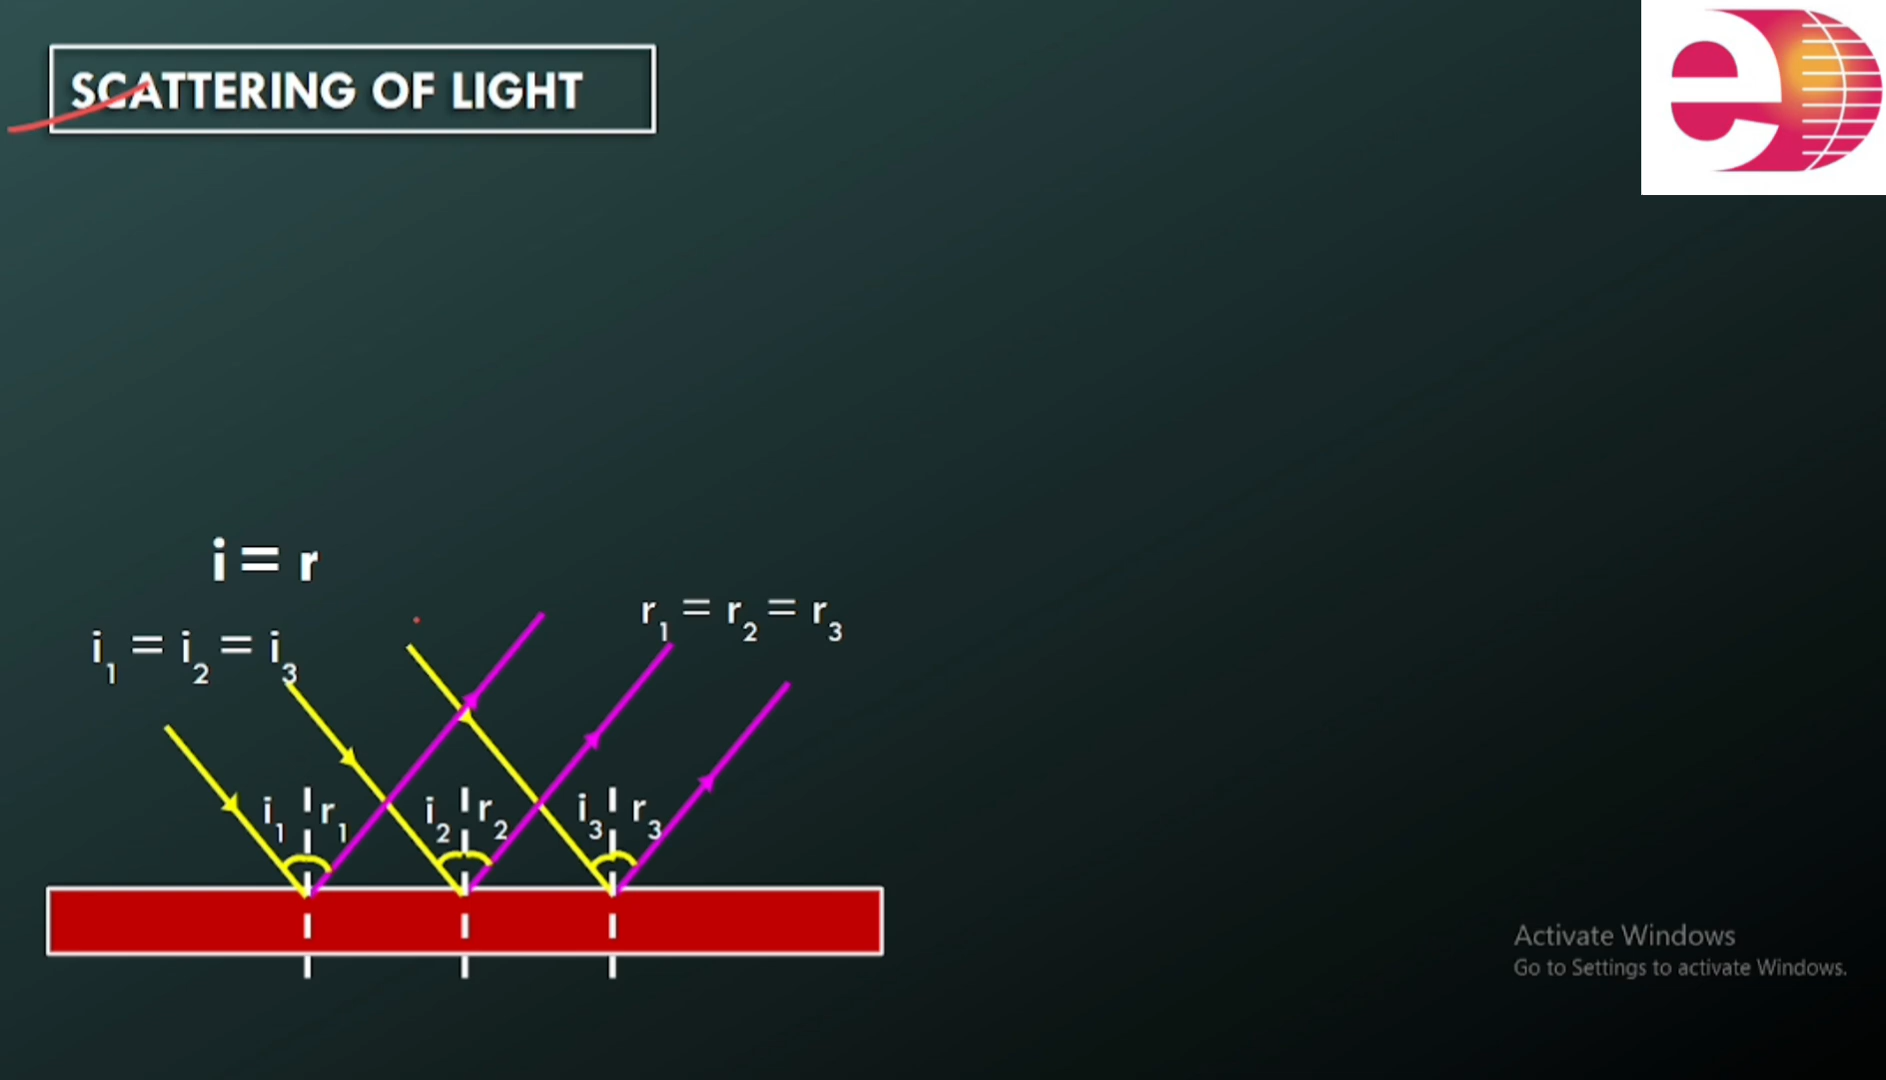 SCATTERING OF LIGHT
e
i = r
r₁ = r₂ = r₃
i₁ = i₂ = i₃
i₁ r₁ i₂ r₂ i₃ r₃
Activate Windows
Go to Settings to activate Windows.